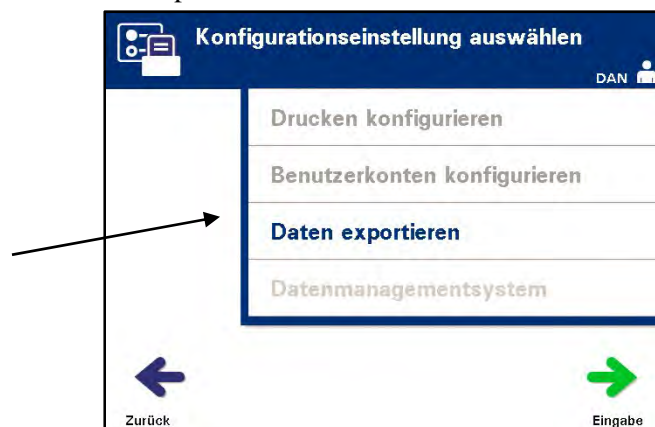 Konfigurationseinstellung auswählen
DAN
Drucken konfigurieren
Benutzerkonten konfigurieren
Daten exportieren
Datenmanagementsystem
Zurück
Eingabe